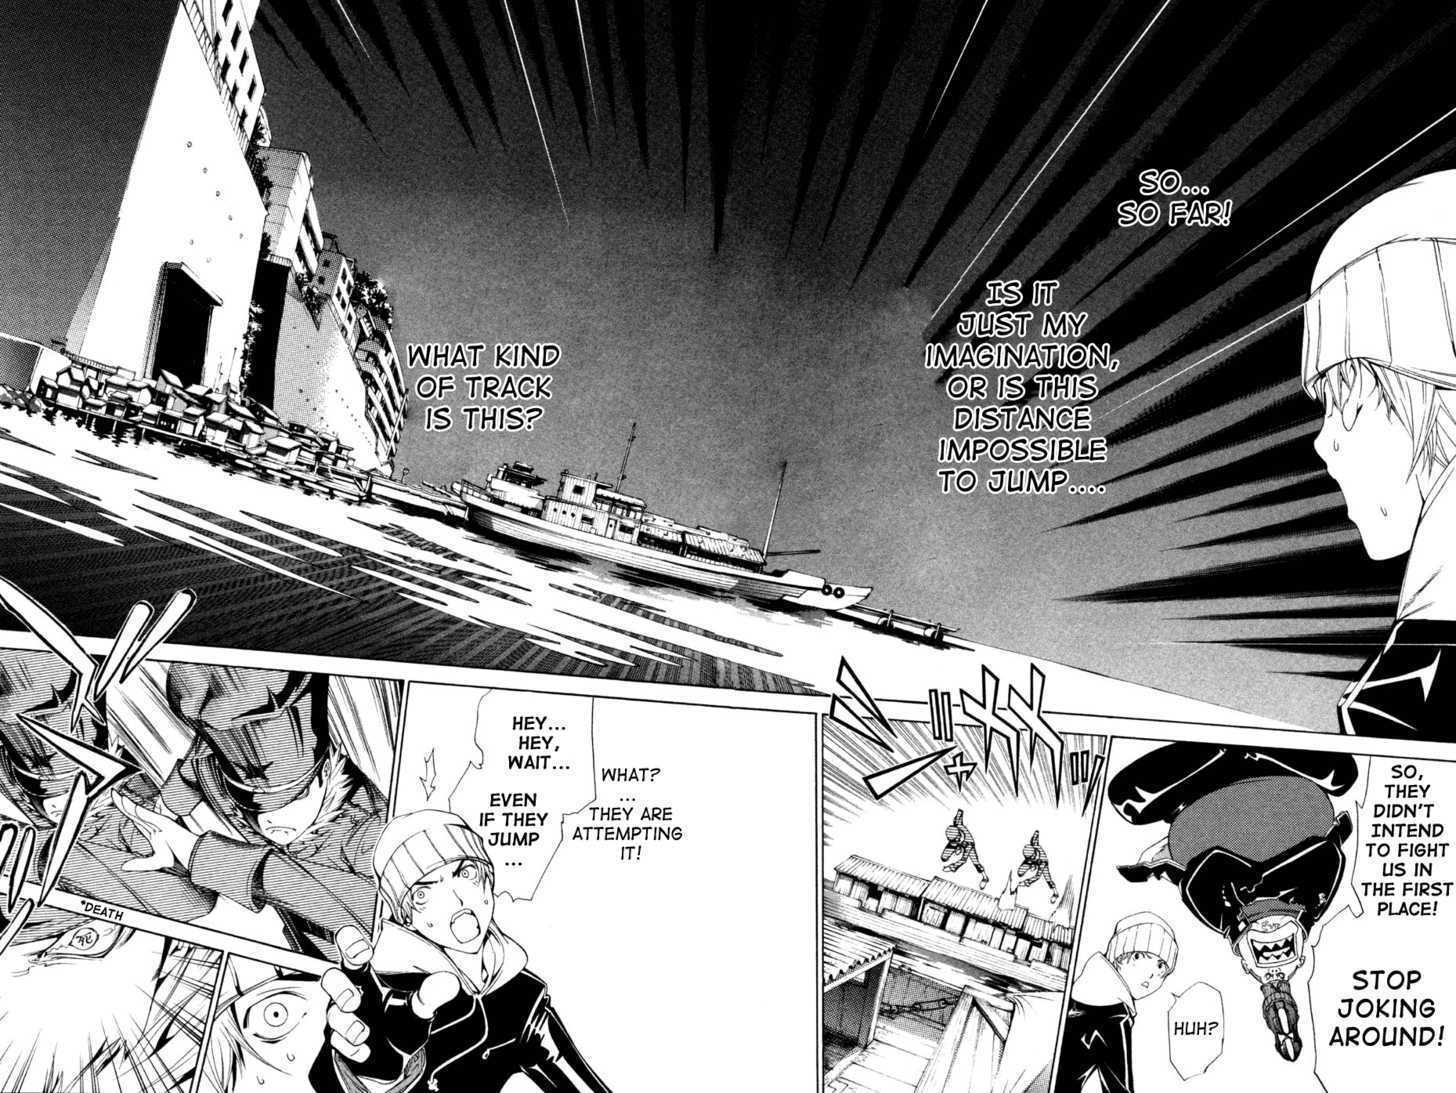 SO...
SO FAR!
IS IT
JUST MY
IMAGINATION,
OR IS THIS
DISTANCE
IMPOSSIBLE
TO JUMP....
WHAT KIND
OF TRACK
IS THIS?
SO,
THEY
DIDN'T
INTEND
TO FIGHT
US IN
THE FIRST
PLACE!
STOP
JOKING
AROUND!
HUH?
WHAT?
...
THEY ARE
ATTEMPTING
IT!
HEY...
HEY,
WAIT...
EVEN
IF THEY
JUMP
...
*DEATH